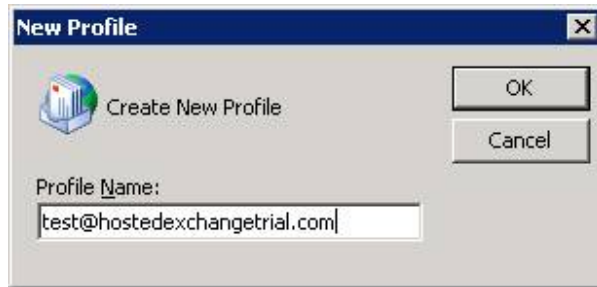 New Profile
Create New Profile
OK
Cancel
Profile Name:
test@hostedexchangetrial.com